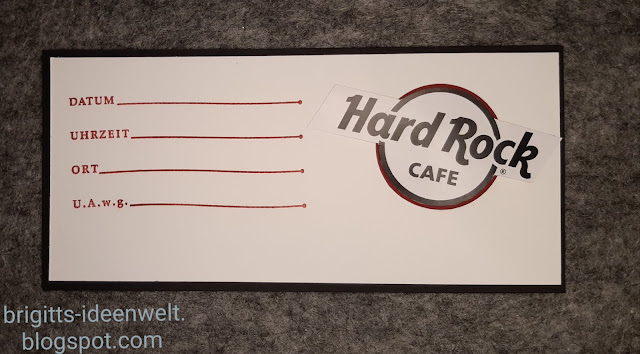 DATUM
UHRZEIT
ORT
U.A.w.g.
Hard Rock
®
CAFE
brigitts-ideenwelt.
blogspot.com